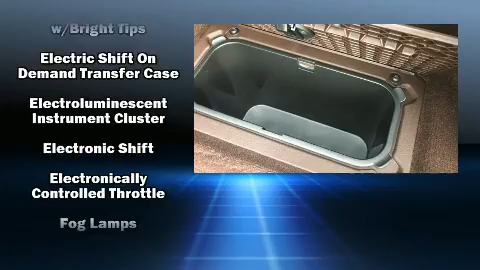 w/Bright Tips
Electric Shift On
Demand Transfer Case
Electroluminescent
Instrument Cluster
Electronic Shift
Electronically
Controlled Throttle
Fog Lamps